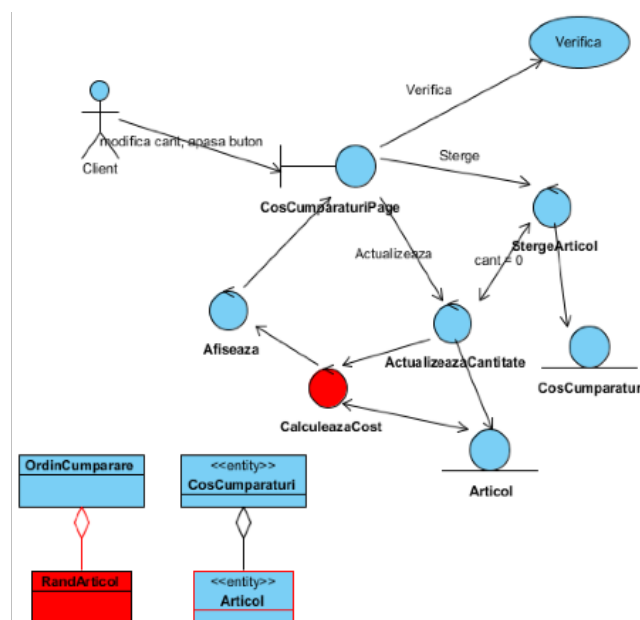 Verifica
Verifica
modifica cant, apasa buton
Client
Sterge
CosCumparaturiPage
StergeArticol
Actualizeaza
cant = 0
Afiseaza
ActualizeazaCantitate
CosCumparatur
CalculeazaCost
Articol
OrdinCumparare
<<entity>>
CosCumparaturi
RandArticol
<<entity>>
Articol